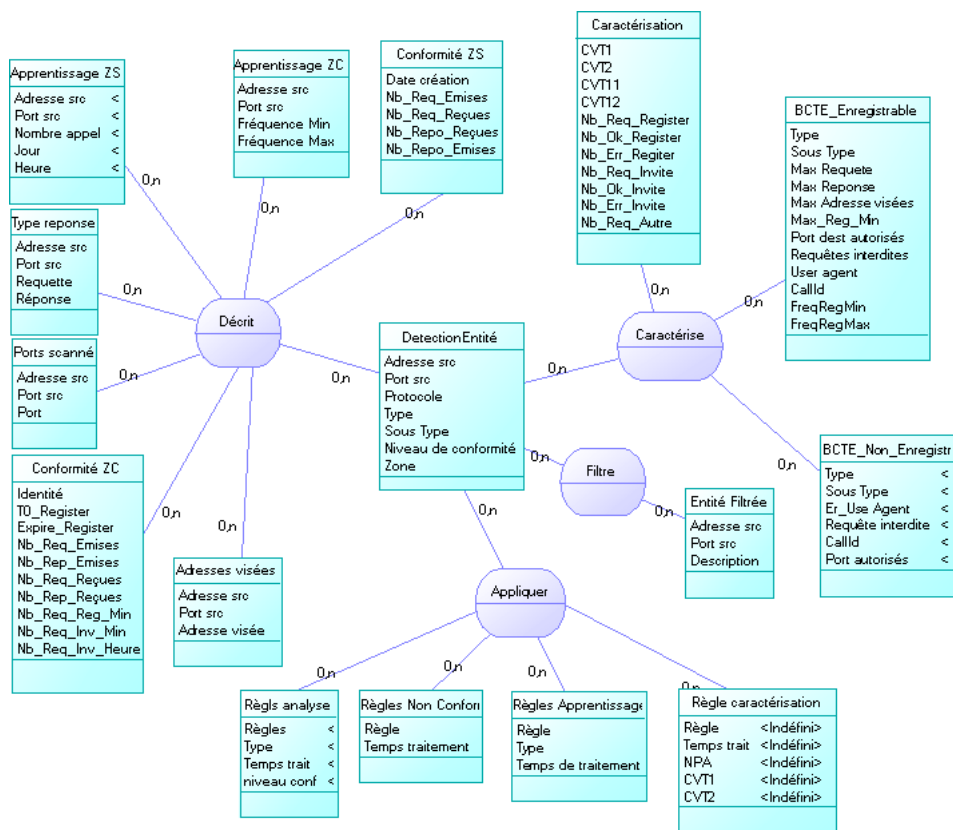 Apprentissage ZS
Adresse src <
Port src <
Nombre appel <
Jour <
Heure <
0,n
Apprentissage ZC
Adresse src
Port src
Fréquence Min
Fréquence Max
0,n
Conformité ZS
Date création
Nb_Req_Emises
Nb_Req_Reçues
Nb_Repo_Reçues
Nb_Repo_Emises
0,n
Caractérisation
CVT1
CVT2
CVT11
CVT12
Nb_Req_Register
Nb_Ok_Register
Nb_Err_Regiter
Nb_Req_Invite
Nb_Ok_Invite
Nb_Err_Invite
Nb_Req_Autre
0,n
BCTE_Enregistrable
Type
Sous Type
Max Requete
Max Reponse
Max Adresse visées
Max_Reg_Min
Port dest autorisés
Requêtes interdites
User agent
CallId
FreqRegMin
FreqRegMax
0,n
Type reponse
Adresse src
Port src
Requette
Réponse
0,n
Décrit
Caractérise
Ports scanné
Adresse src
Port src
Port
0,n
DetectionEntité
Adresse src
Port src
Protocole
Type
Sous Type
Niveau de conformité
Zone
0,n
0,n
0,n
0,n
Filtre
0,n
Entité Filtrée
Adresse src
Port src
Description
BCTE_Non_Enregistr
Type <
Sous Type <
Er_Use Agent <
Requête interdite <
CallId <
Port autorisés <
0,n
Conformité ZC
Identité
T0_Register
Expire_Register
Nb_Req_Emises
Nb_Rep_Emises
Nb_Req_Reçues
Nb_Rep_Reçues
Nb_Req_Reg_Min
Nb_Req_Inv_Min
Nb_Req_Inv_Heure
0,n
Adresses visées
Adresse src
Port src
Adresse visée
0,n
Appliquer
0,n
0,n
0,n
0,n
Règls analyse
Règles <
Type <
Temps trait <
niveau conf <
Règles Non Conforı
Règle
Temps traitement
Règles Apprentissage
Règle
Type
Temps de traitement
Règle caractérisation
Règle <Indéfini>
Temps trait <Indéfini>
NPA <Indéfini>
CVT1 <Indéfini>
CVT2 <Indéfini>